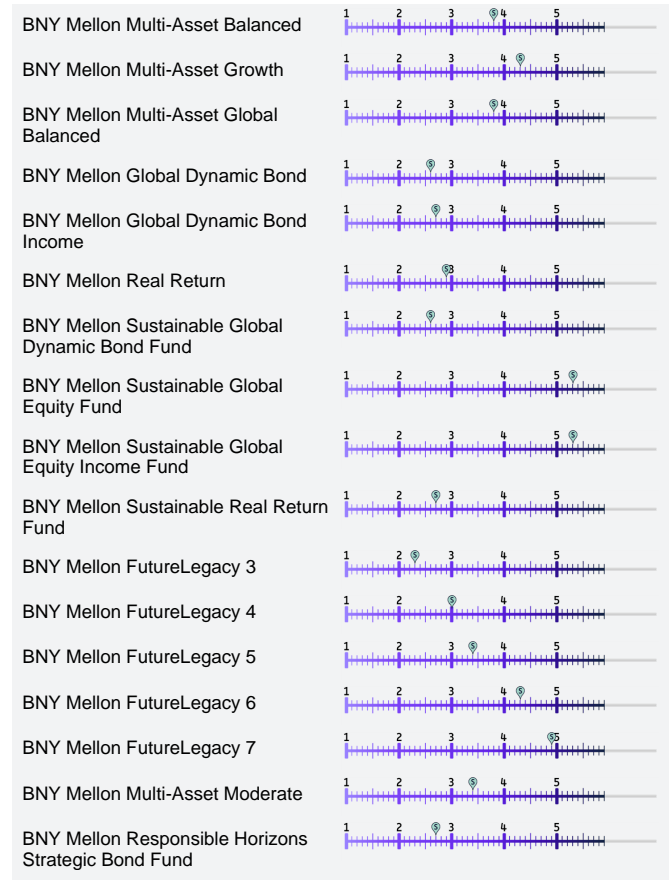 BNY Mellon Multi-Asset Balanced
1 2 3 S 4 5
BNY Mellon Multi-Asset Growth
1 2 3 4 S 5
BNY Mellon Multi-Asset Global
Balanced
1 2 3 S 4 5
BNY Mellon Global Dynamic Bond
1 2 S 3 4 5
BNY Mellon Global Dynamic Bond
Income
1 2 S 3 4 5
BNY Mellon Real Return
1 2 S 3 4 5
BNY Mellon Sustainable Global
Dynamic Bond Fund
1 2 S 3 4 5
BNY Mellon Sustainable Global
Equity Fund
1 2 3 4 5 S
BNY Mellon Sustainable Global
Equity Income Fund
1 2 3 4 5 S
BNY Mellon Sustainable Real Return
Fund
1 2 S 3 4 5
BNY Mellon FutureLegacy 3
1 2 S 3 4 5
BNY Mellon FutureLegacy 4
1 2 S 3 4 5
BNY Mellon FutureLegacy 5
1 2 3 S 4 5
BNY Mellon FutureLegacy 6
1 2 3 4 S 5
BNY Mellon FutureLegacy 7
1 2 3 4 S 5
BNY Mellon Multi-Asset Moderate
1 2 3 S 4 5
BNY Mellon Responsible Horizons
Strategic Bond Fund
1 2 S 3 4 5